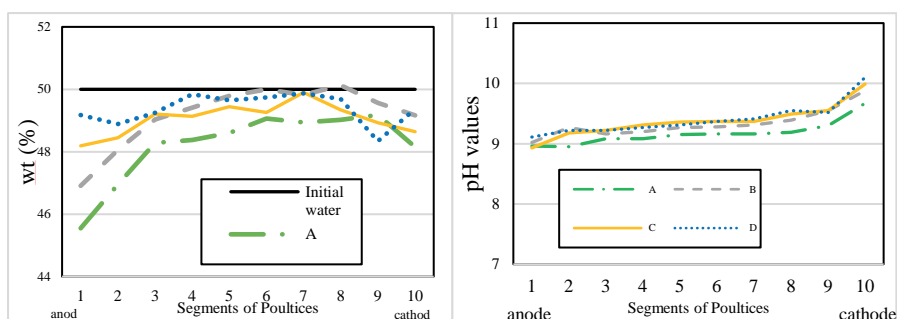 52
50
48
46
44
wt (%)
Initial
water
A
1 2 3 4 5 6 7 8 9 10
Segments of Poultices
anod
cathod
11
10
9
8
7
pH values
A
B
C
D
1 2 3 4 5 6 7 8 9 10
Segments of Poultices
anode
cathode